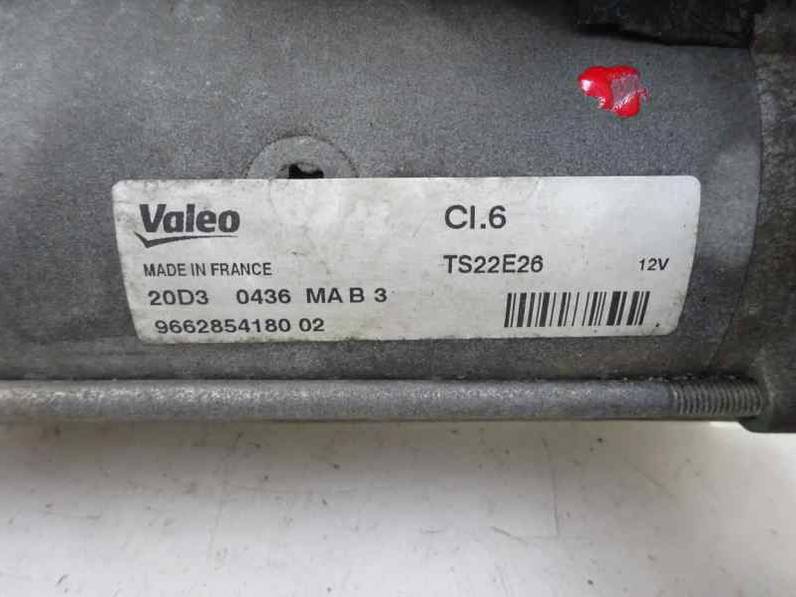 Valeo Cl.6
MADE IN FRANCE TS22E26 12V
20D3 0436 MA B 3
9662854180 02